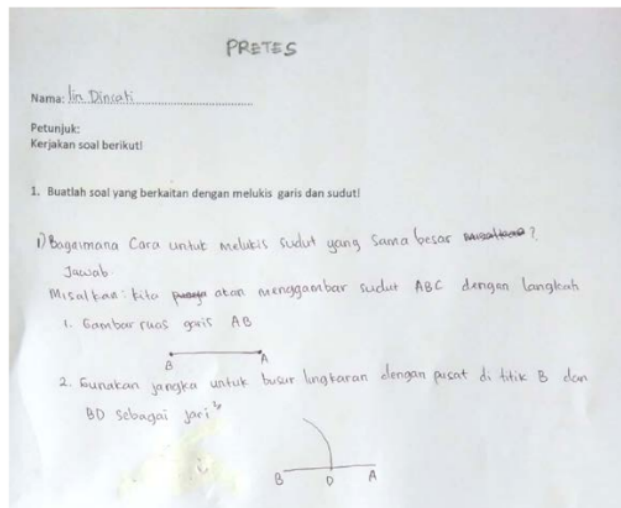 PRETES
Nama: Iin Dincati
Petunjuk:
Kerjakan soal berikut!
1. Buatlah soal yang berkaitan dengan melukis garis dan sudut!
1) Bagaimana Cara untuk melukis sudut yang sama besar ?
Jawab.
Misalkan: kita akan menggambar sudut ABC dengan langkah
1. Gambar ruas garis AB
B A
2. Gunakan jangka untuk busur lingkaran dengan pusat di titik B dan
BD sebagai jari²
B D A